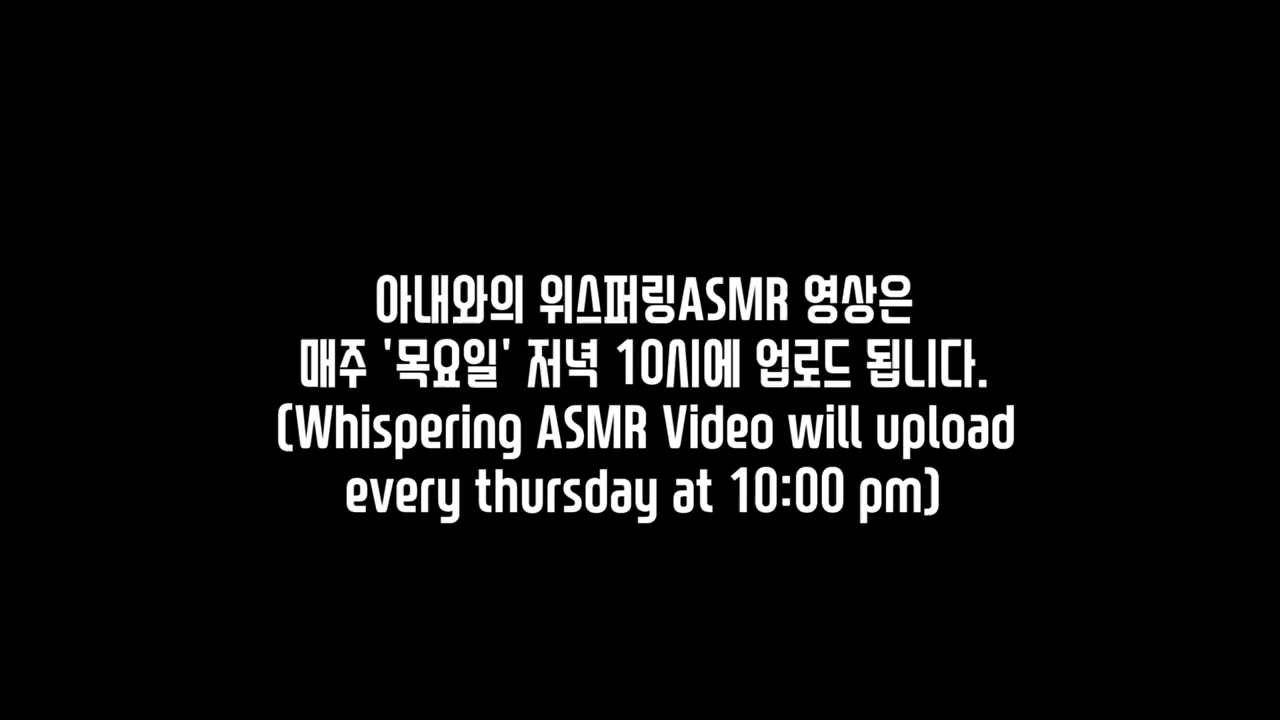 아내와의 위스퍼링ASMR 영상은
매주 '목요일' 저녁 10시에 업로드 됩니다.
(Whispering ASMR Video will upload
every thursday at 10:00 pm)